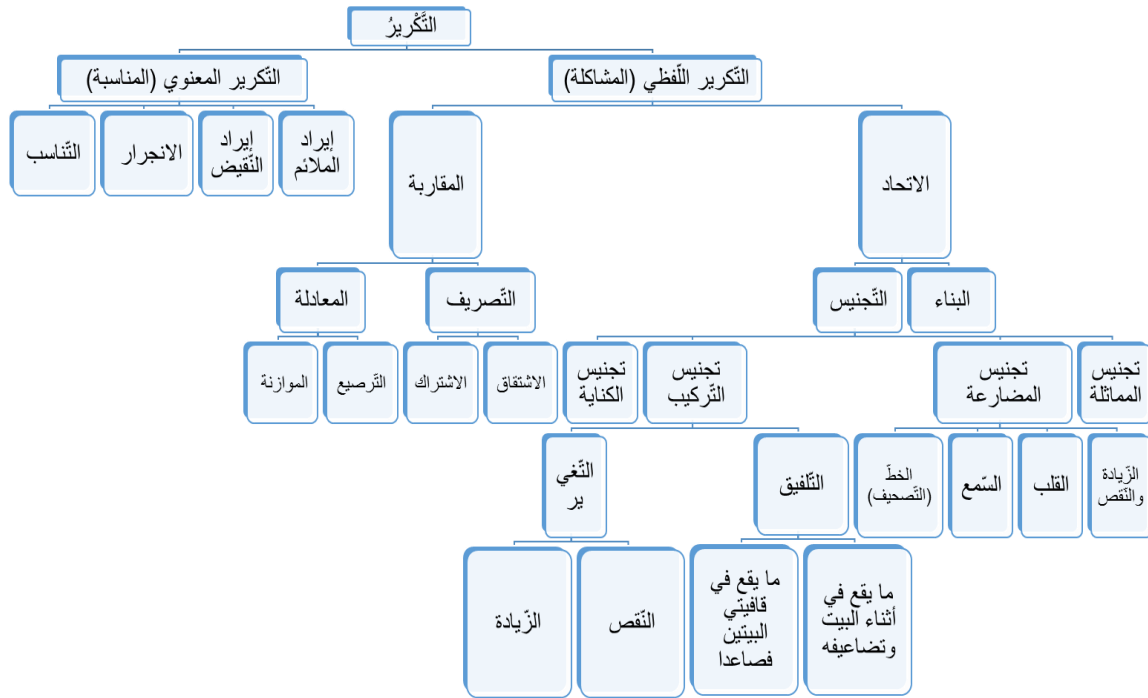 التَّكْريرُ
التّكرير اللّفظي (المشاكلة)
التّكرير المعنوي (المناسبة)
الاتحاد
المقاربة
إيراد
الملائم
إيراد
النّقيض
الانجرار
التّناسب
البناء
التّجنيس
التّصريف
المعادلة
تجنيس
المماثلة
تجنيس
المضارعة
تجنيس
التّركيب
تجنيس
الكناية
الاشتقاق
الاشتراك
التّرصيع
الموازنة
الزّيادة
والنّقص
القلب
السّمع
الخطّ
(التّصحيف)
التّلفيق
التّغي
ير
ما يقع في
أثناء البيت
وتضاعيفه
ما يقع في
قافيتي
البيتين
فصاعدا
النّقص
الزّيادة